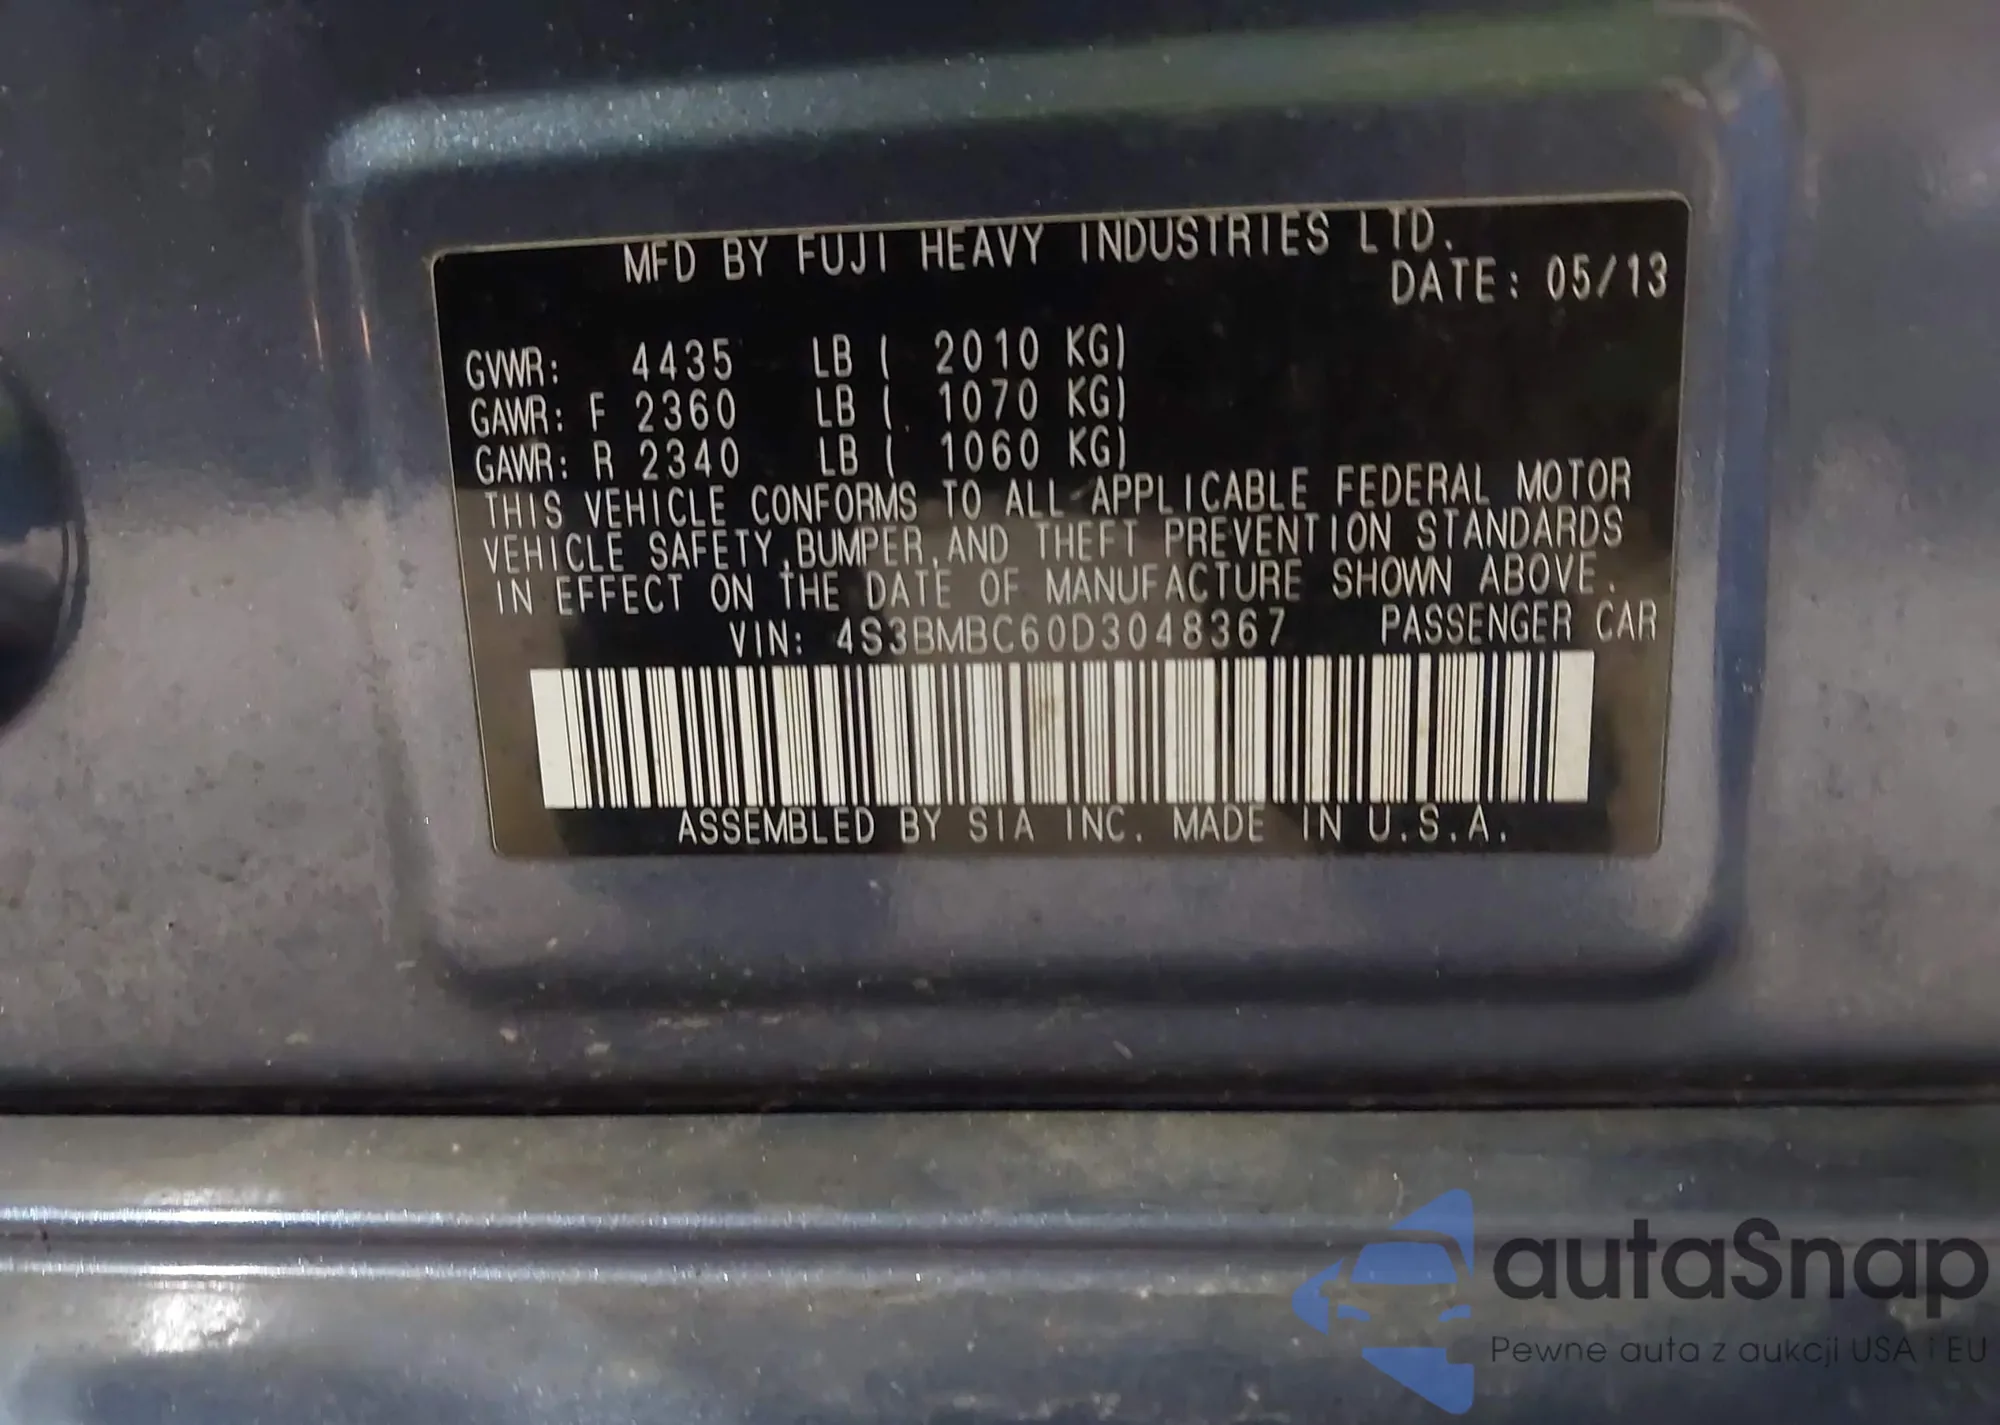 MFD BY FUJI HEAVY INDUSTRIES LTD.
DATE: 05/13
GVWR: 4435 LB ( 2010 KG)
GAWR: F 2360 LB ( 1070 KG)
GAWR: R 2340 LB ( 1060 KG)
THIS VEHICLE CONFORMS TO ALL APPLICABLE FEDERAL MOTOR
VEHICLE SAFETY,BUMPER,AND THEFT PREVENTION STANDARDS
IN EFFECT ON THE DATE OF MANUFACTURE SHOWN ABOVE.
VIN: 4S3BMBC60D3048367 PASSENGER CAR
ASSEMBLED BY SIA INC. MADE IN U.S.A.
autaSnap
Pewne auta z aukcji USA i EU